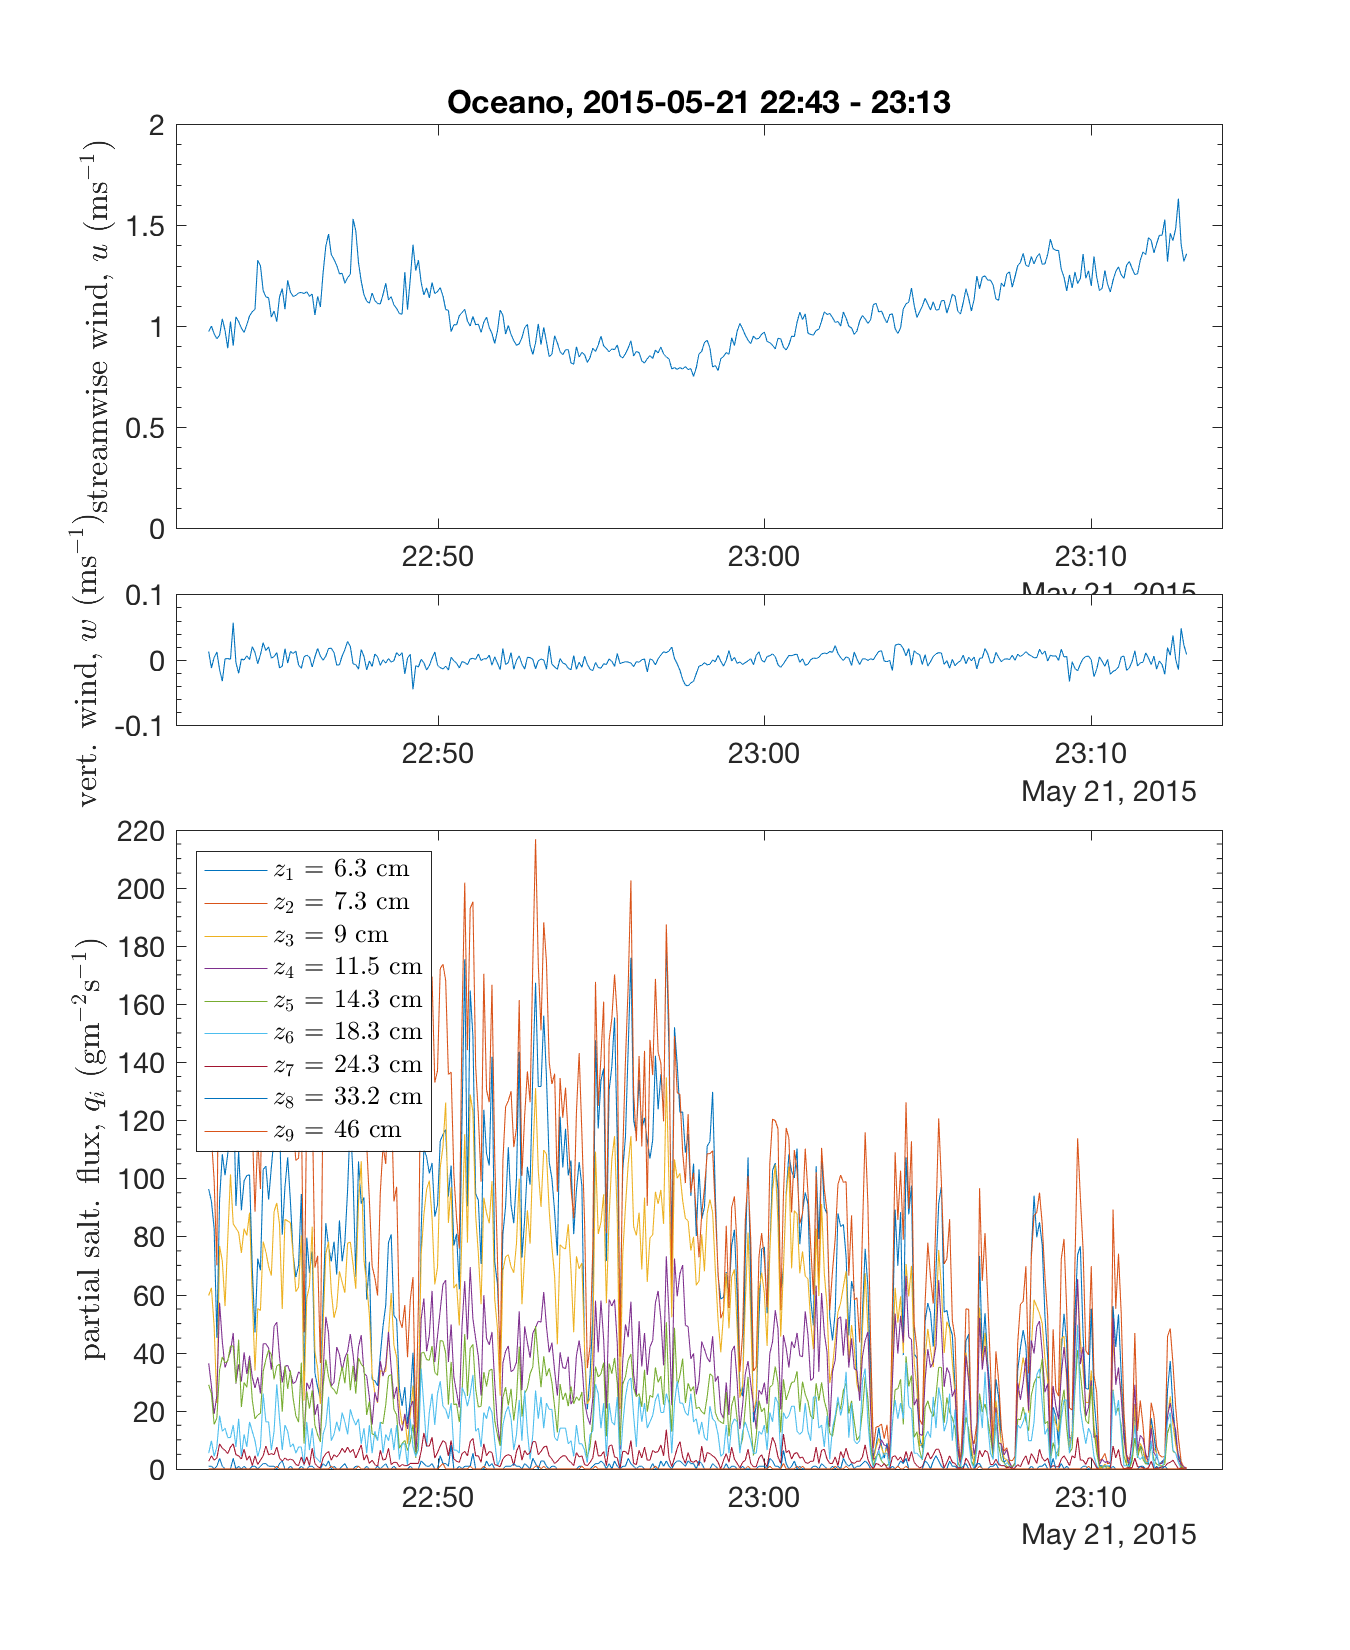 Oceano, 2015-05-21 22:43 - 23:13
streamwise wind, u (ms⁻¹)
2
1.5
1
0.5
0
22:50 23:00 23:10
May 21, 2015
vert. wind, w (ms⁻¹)
0.1
0
-0.1
22:50 23:00 23:10
May 21, 2015
partial salt. flux, qᵢ (gm⁻²s⁻¹)
220
200
180
160
140
120
100
80
60
40
20
0
z₁ = 6.3 cm
z₂ = 7.3 cm
z₃ = 9 cm
z₄ = 11.5 cm
z₅ = 14.3 cm
z₆ = 18.3 cm
z₇ = 24.3 cm
z₈ = 33.2 cm
z₉ = 46 cm
22:50 23:00 23:10
May 21, 2015